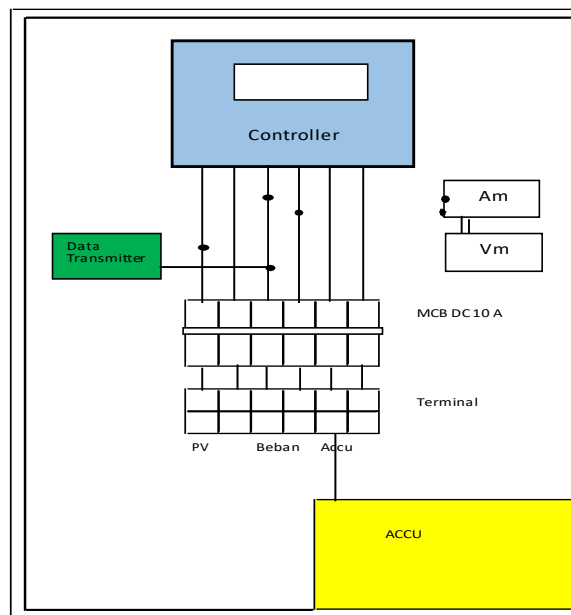 Controller
Am
Data
Transmitter
Vm
MCB DC 10 A
Terminal
PV Beban Accu
ACCU